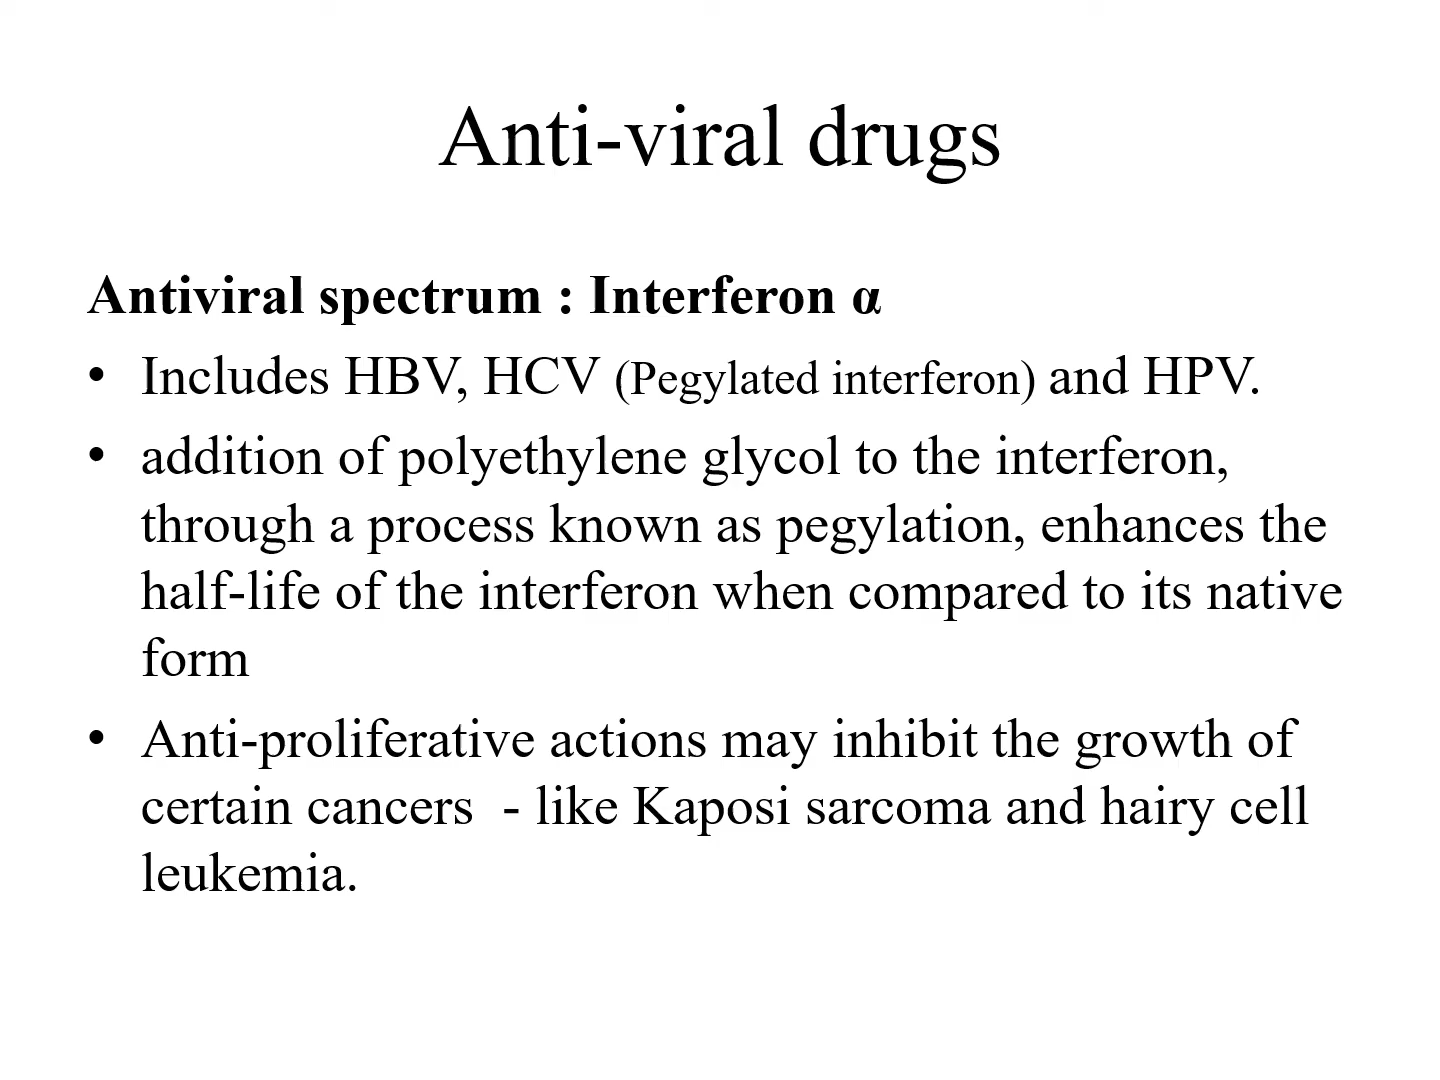 Anti-viral drugs
Antiviral spectrum : Interferon α
• Includes HBV, HCV (Pegylated interferon) and HPV.
• addition of polyethylene glycol to the interferon,
through a process known as pegylation, enhances the
half-life of the interferon when compared to its native
form
• Anti-proliferative actions may inhibit the growth of
certain cancers  - like Kaposi sarcoma and hairy cell
leukemia.